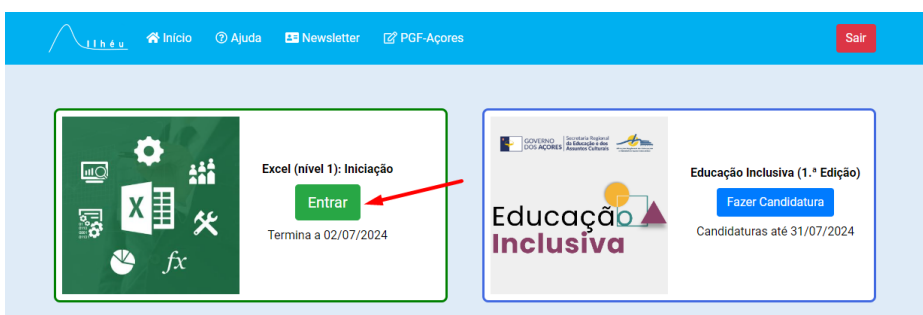 Ilhéu
Início
Ajuda
Newsletter
PGF-Açores
Sair
X
fx
Excel (nível 1): Iniciação
Entrar
Termina a 02/07/2024
GOVERNO
DOS AÇORES
Secretaria Regional
da Educação e dos
Assuntos Culturais
Educação
Inclusiva
Educação Inclusiva (1.ª Edição)
Fazer Candidatura
Candidaturas até 31/07/2024